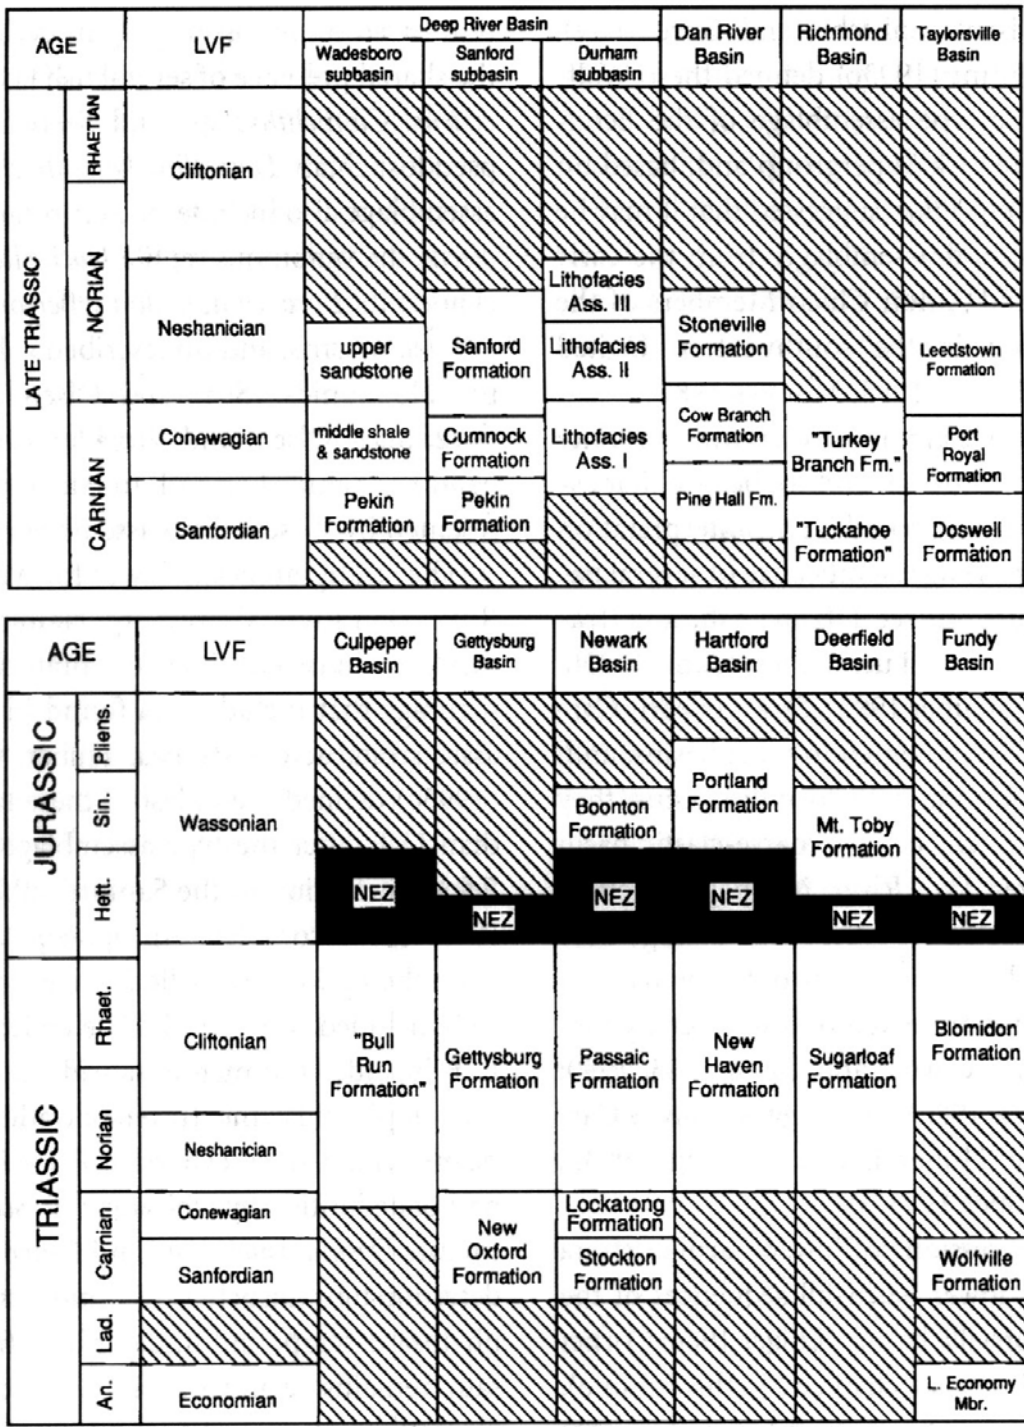 AGE
LVF
Deep River Basin
Wadesboro
subbasin
Sanford
subbasin
Durham
subbasin
Dan River
Basin
Richmond
Basin
Taylorsville
Basin
LATE TRIASSIC
RHAETIAN
NORIAN
CARNIAN
Cliftonian
Neshanician
Conewagian
Sanfordian
upper
sandstone
middle shale
& sandstone
Pekin
Formation
Sanford
Formation
Cumnock
Formation
Pekin
Formation
Lithofacies
Ass. III
Lithofacies
Ass. II
Lithofacies
Ass. I
Stoneville
Formation
Cow Branch
Formation
Pine Hall Fm.
"Turkey
Branch Fm."
"Tuckahoe
Formation"
Leedstown
Formation
Port
Royal
Formation
Doswell
Formation
AGE
LVF
Culpeper
Basin
Gettysburg
Basin
Newark
Basin
Hartford
Basin
Deerfield
Basin
Fundy
Basin
JURASSIC
Pliens.
Sin.
Hett.
TRIASSIC
Rhaet.
Norian
Carnian
Lad.
An.
Wassonian
Cliftonian
Neshanician
Conewagian
Sanfordian
Economian
NEZ
"Bull
Run
Formation"
NEZ
Gettysburg
Formation
New
Oxford
Formation
Boonton
Formation
NEZ
Passaic
Formation
Lockatong
Formation
Stockton
Formation
Portland
Formation
NEZ
New
Haven
Formation
Mt. Toby
Formation
NEZ
Sugarloaf
Formation
NEZ
Blomidon
Formation
Wolfville
Formation
L. Economy
Mbr.